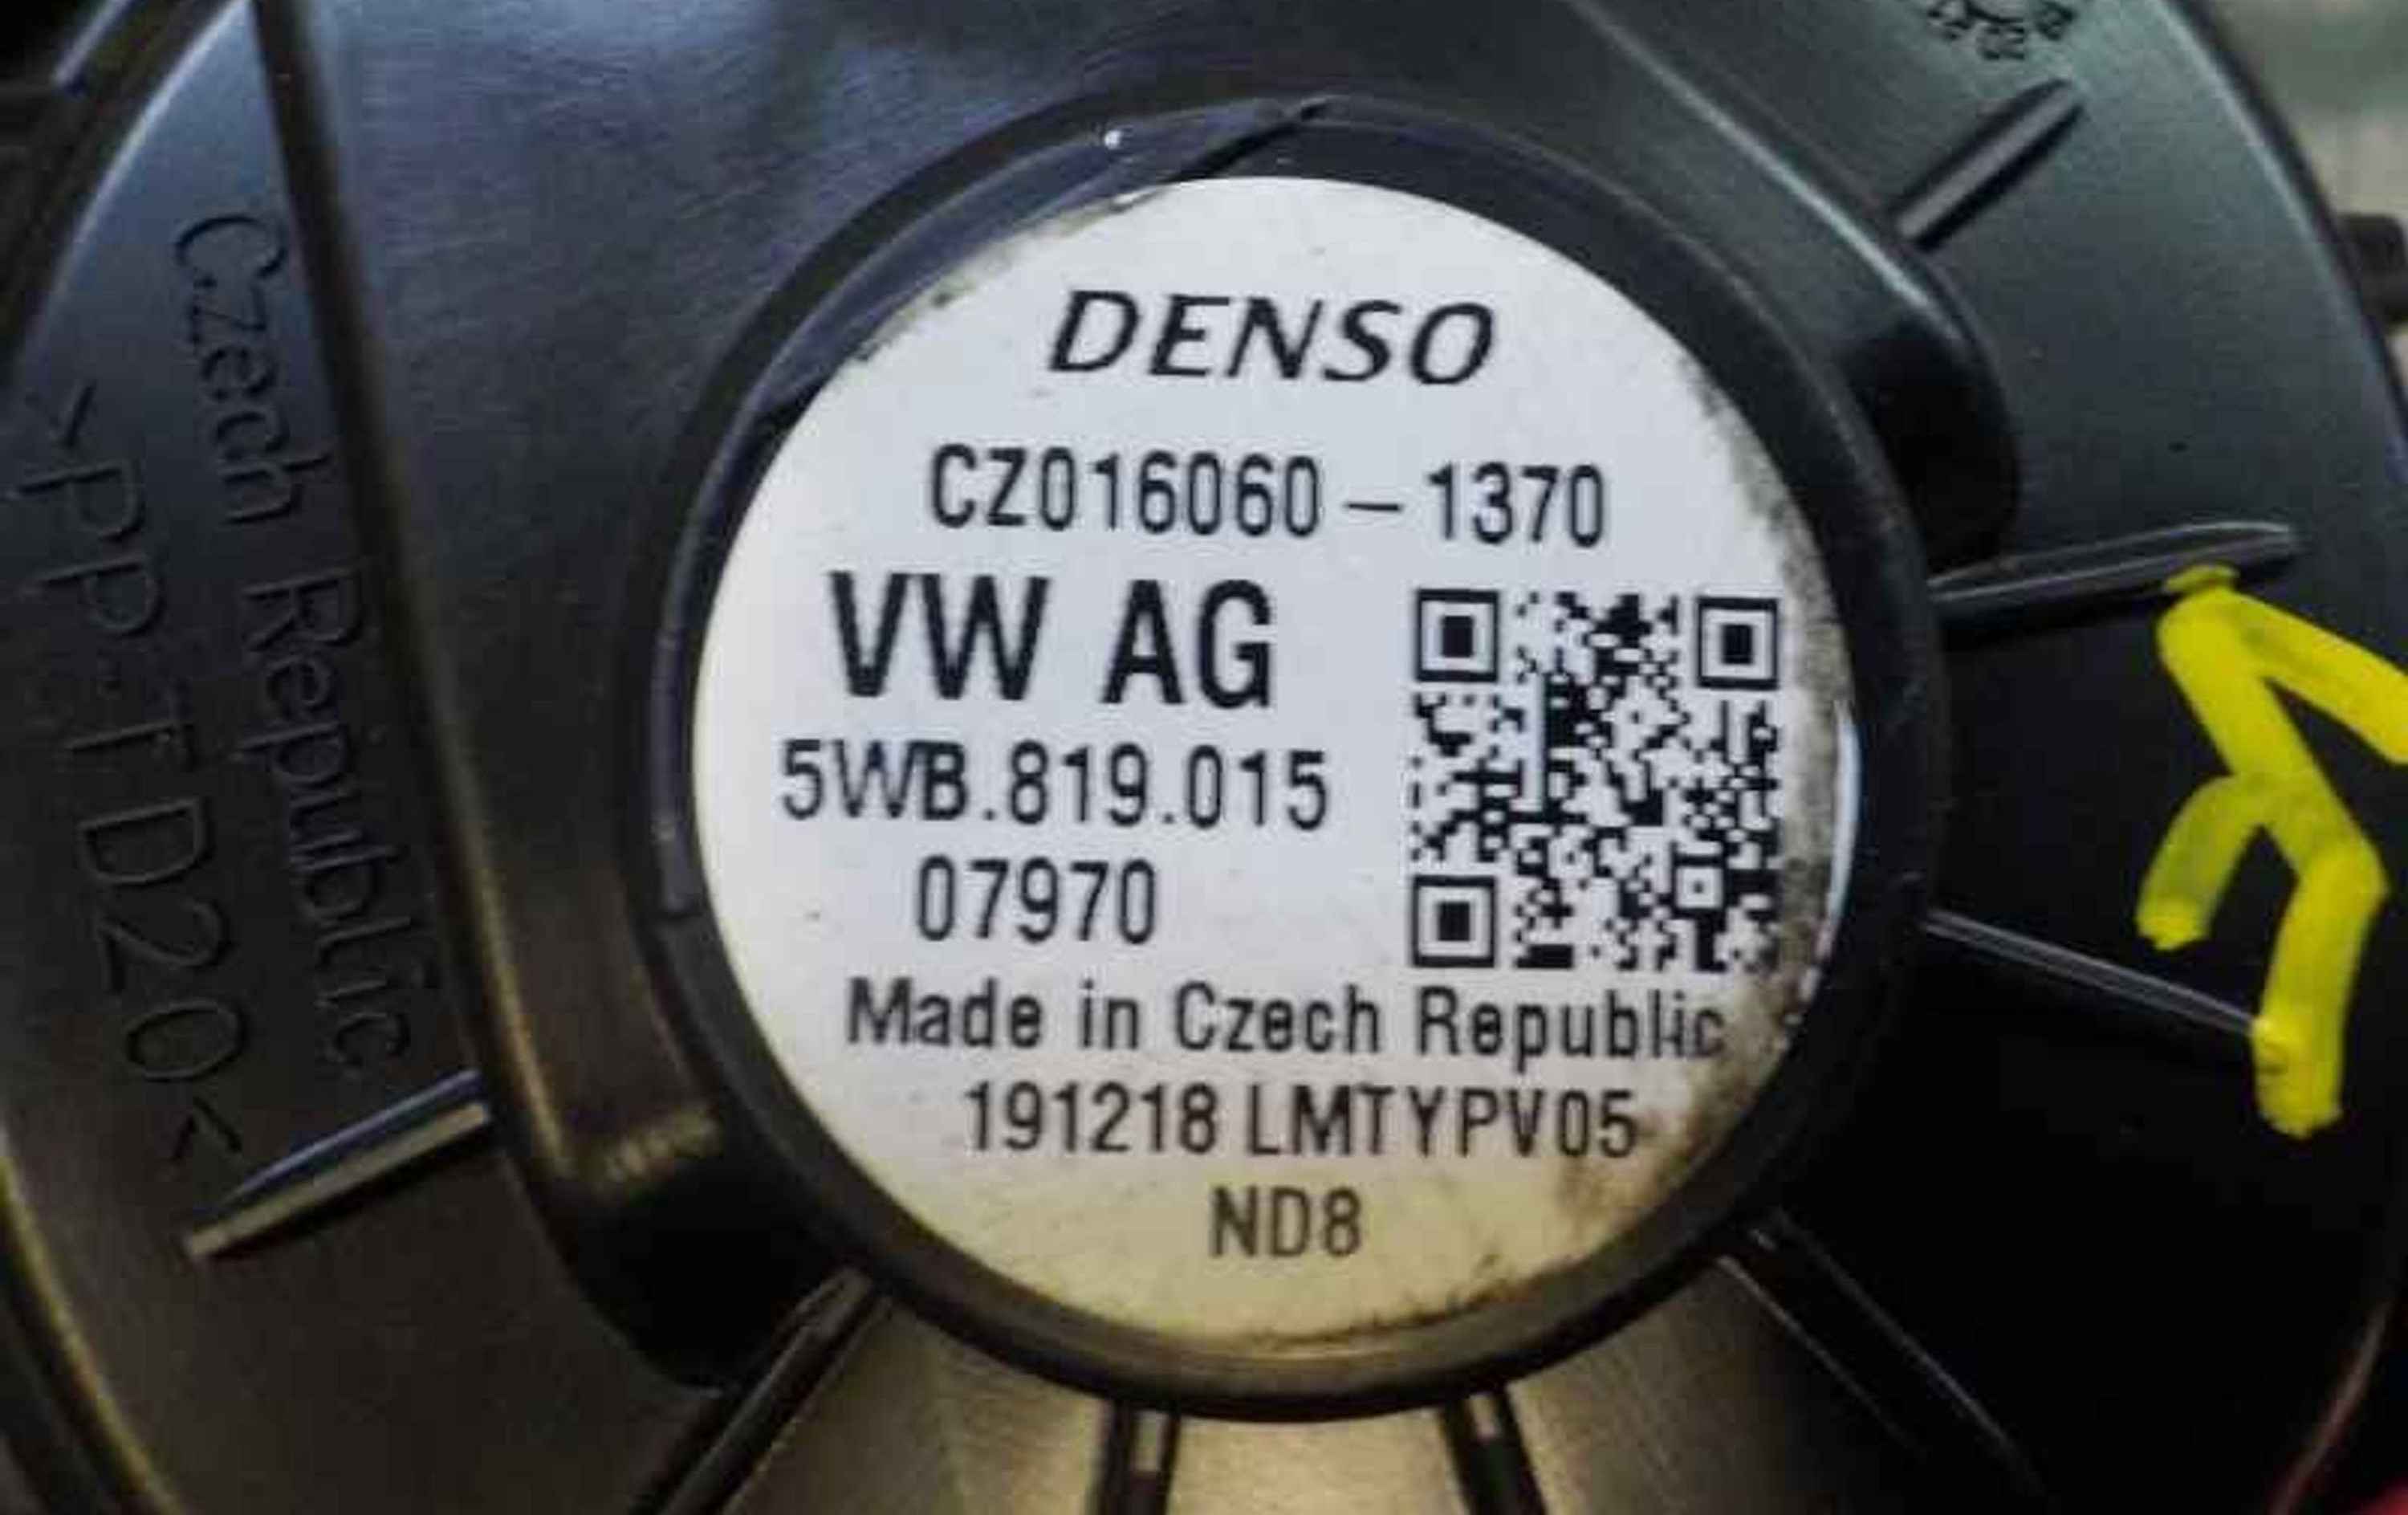 DENSO
CZ016060-1370
VW AG
5WB.819.015
07970
Made in Czech Republic
191218 LMTYPV05
ND8
Czech Republic
>PP-TD20<